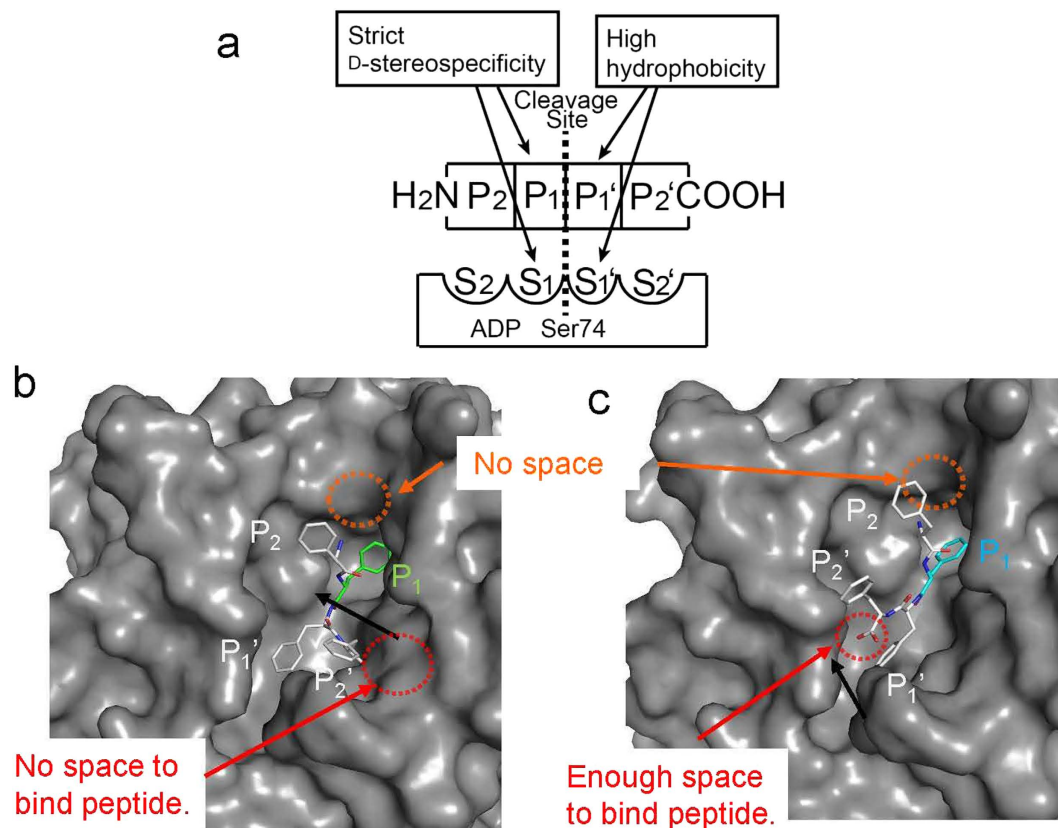 a
Strict
D-stereospecificity
High
hydrophobicity
Cleavage
Site
H₂N P₂ P₁ P₁‘ P₂‘ COOH
S₂ S₁ S₁‘ S₂‘
ADP Ser74
b
No space
P₂
P₁
P₁’
P₂’
No space to
bind peptide.
c
P₂
P₁
P₂’
P₁’
Enough space
to bind peptide.